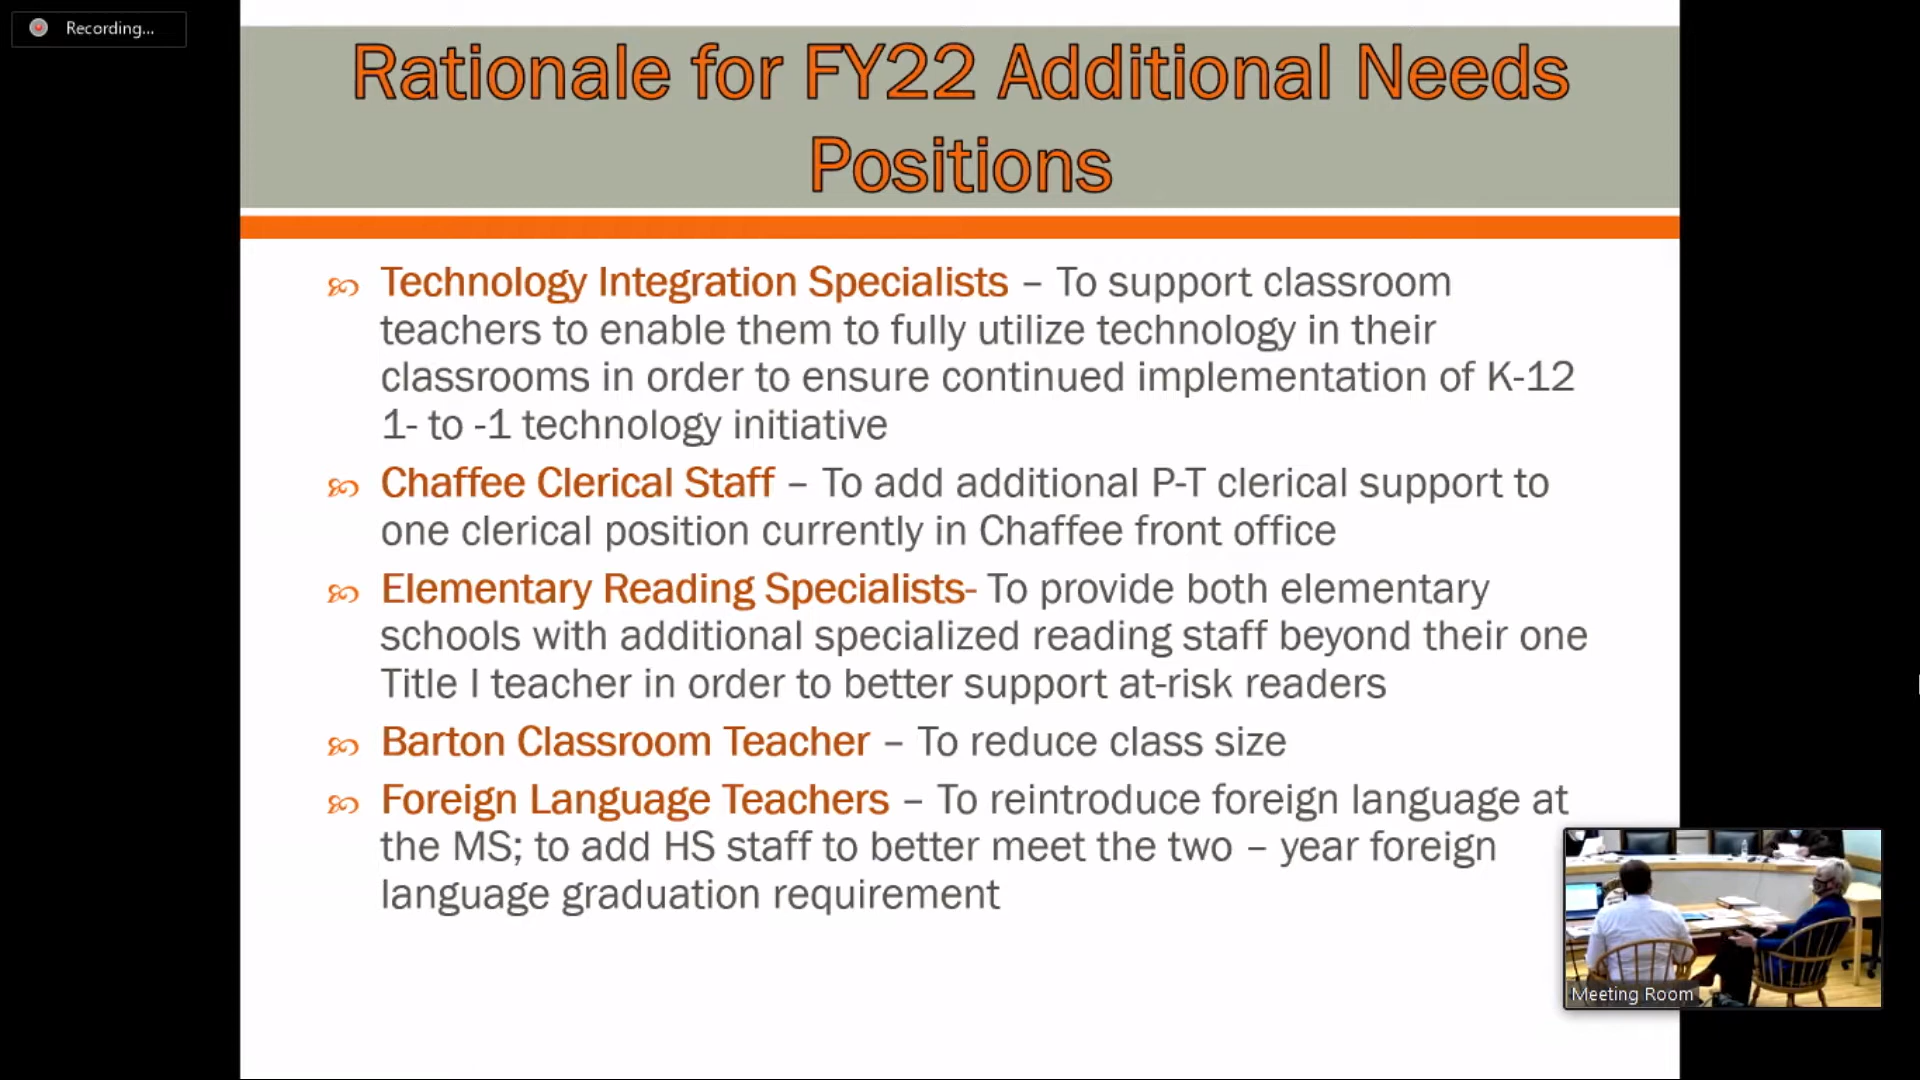 Recording...
Rationale for FY22 Additional Needs
Positions
Technology Integration Specialists – To support classroom
teachers to enable them to fully utilize technology in their
classrooms in order to ensure continued implementation of K-12
1- to -1 technology initiative
Chaffee Clerical Staff – To add additional P-T clerical support to
one clerical position currently in Chaffee front office
Elementary Reading Specialists- To provide both elementary
schools with additional specialized reading staff beyond their one
Title I teacher in order to better support at-risk readers
Barton Classroom Teacher – To reduce class size
Foreign Language Teachers – To reintroduce foreign language at
the MS; to add HS staff to better meet the two – year foreign
language graduation requirement
Meeting Room